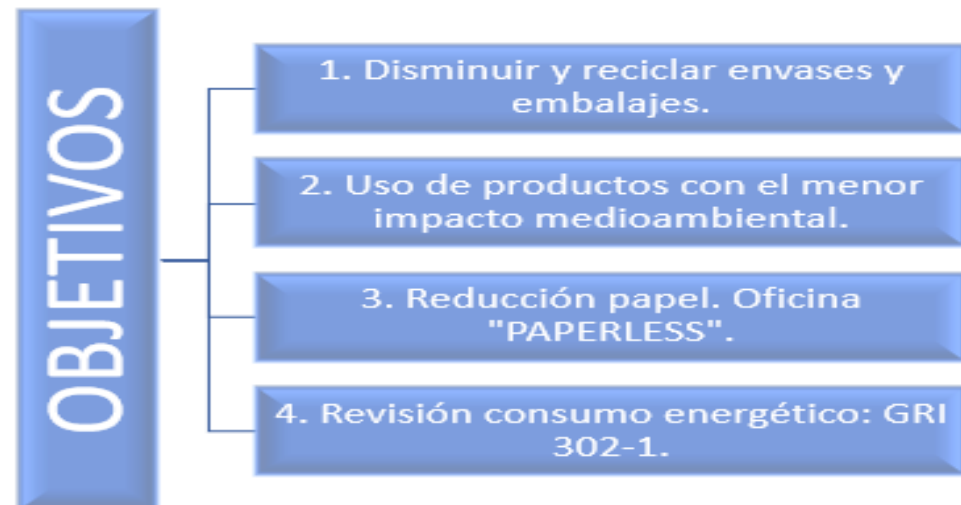 OBJETIVOS
1. Disminuir y reciclar envases y
embalajes.
2. Uso de productos con el menor
impacto medioambiental.
3. Reducción papel. Oficina
"PAPERLESS".
4. Revisión consumo energético: GRI
302-1.